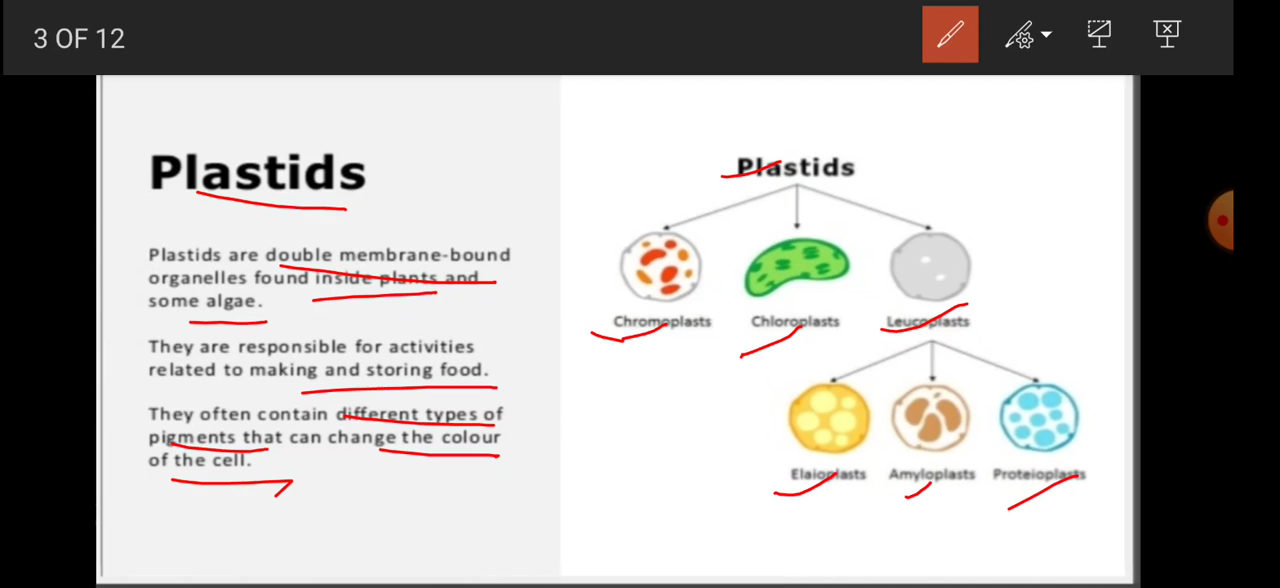 3 OF 12
Plastids
Plastids are double membrane-bound
organelles found inside plants and
some algae.
They are responsible for activities
related to making and storing food.
They often contain different types of
pigments that can change the colour
of the cell.
Plastids
Chromoplasts Chloroplasts Leucoplasts
Elaioplasts Amyloplasts Proteioplasts